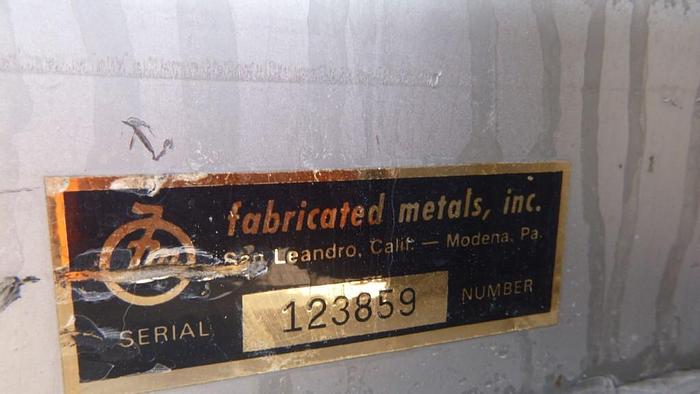 fabricated metals, inc.
San Leandro, Calif. — Modena, Pa.
123859
SERIAL NUMBER